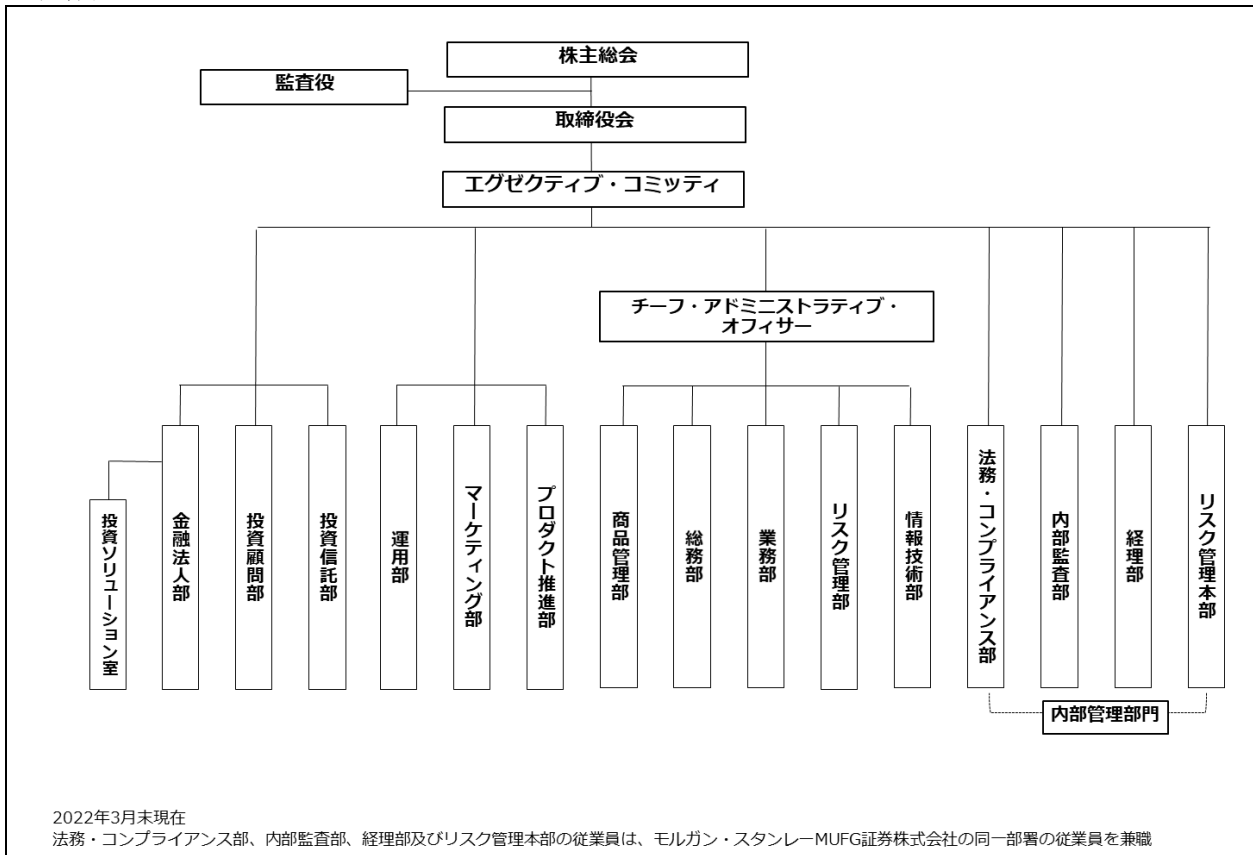 株主総会
監査役
取締役会
エグゼクティブ・コミッティ
チーフ・アドミニストラティブ・
オフィサー
投資ソリューション室
金融法人部
投資顧問部
投資信託部
運用部
マーケティング部
プロダクト推進部
商品管理部
総務部
業務部
リスク管理部
情報技術部
法務・コンプライアンス部
内部監査部
経理部
リスク管理本部
内部管理部門
2022年3月末現在
法務・コンプライアンス部、内部監査部、経理部及びリスク管理本部の従業員は、モルガン・スタンレーMUFG証券株式会社の同一部署の従業員を兼職